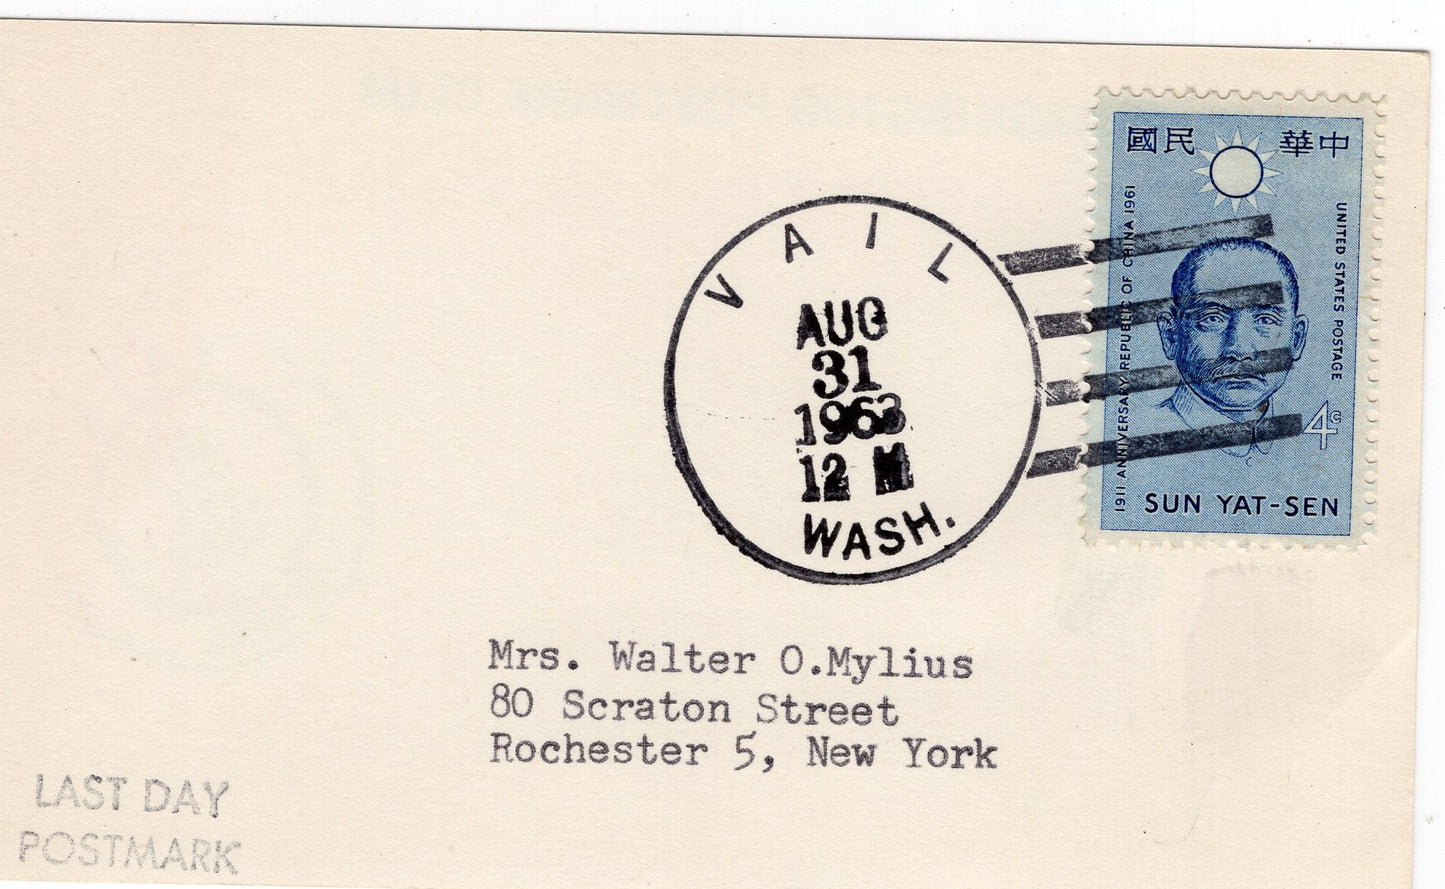 國民 華中
1911 ANNIVERSARY REPUBLIC OF CHINA 1961
UNITED STATES POSTAGE
4c
SUN YAT-SEN
VAIL
AUG
31
1963
12 M
WASH.
Mrs. Walter O.Mylius
80 Scraton Street
Rochester 5, New York
LAST DAY
POSTMARK